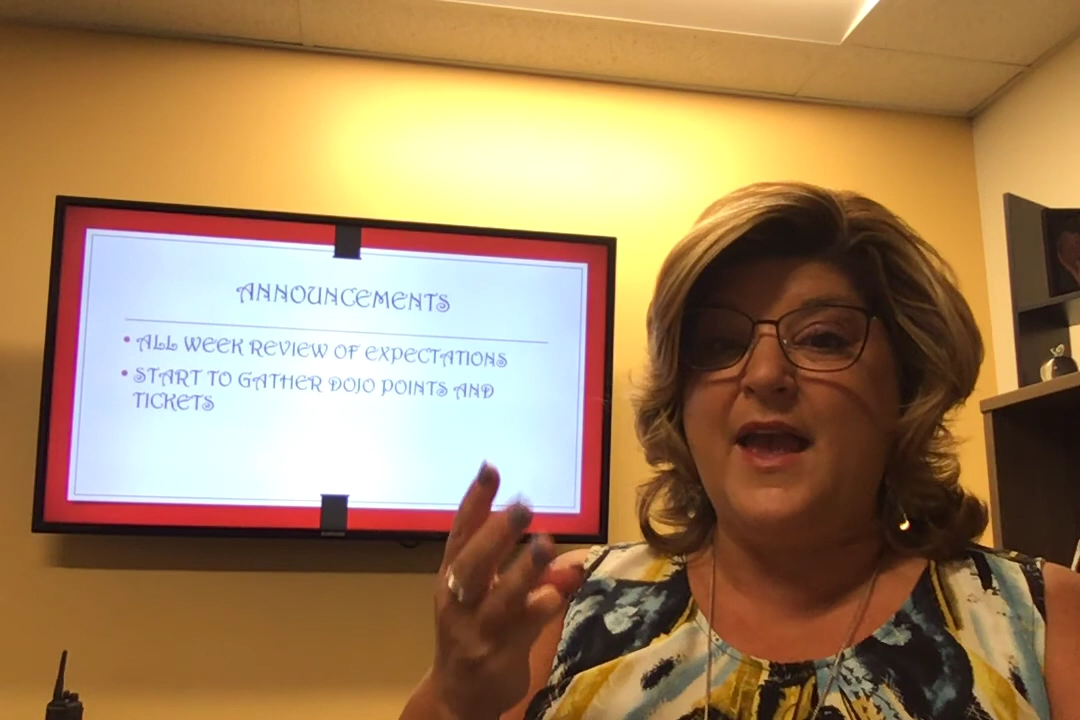 ANNOUNCEMENTS
• ALL WEEK REVIEW OF EXPECTATIONS
• START TO GATHER DOJO POINTS AND
TICKETS